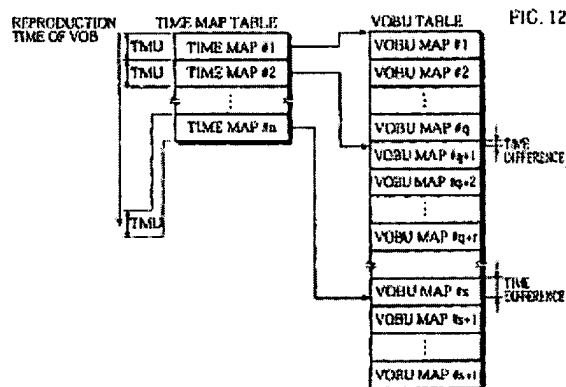 FIG. 12
REPRODUCTION
TIME OF VOB
TIME MAP TABLE
VOBU TABLE
TMU
TIME MAP #1
TMU
TIME MAP #2
⋮
TIME MAP #n
TMU
VOBU MAP #1
VOBU MAP #2
⋮
VOBU MAP #q
VOBU MAP #q+1
TIME
DIFFERENCE
VOBU MAP #q+2
⋮
VOBU MAP #q+r
VOBU MAP #s
TIME
DIFFERENCE
VOBU MAP #s+1
⋮